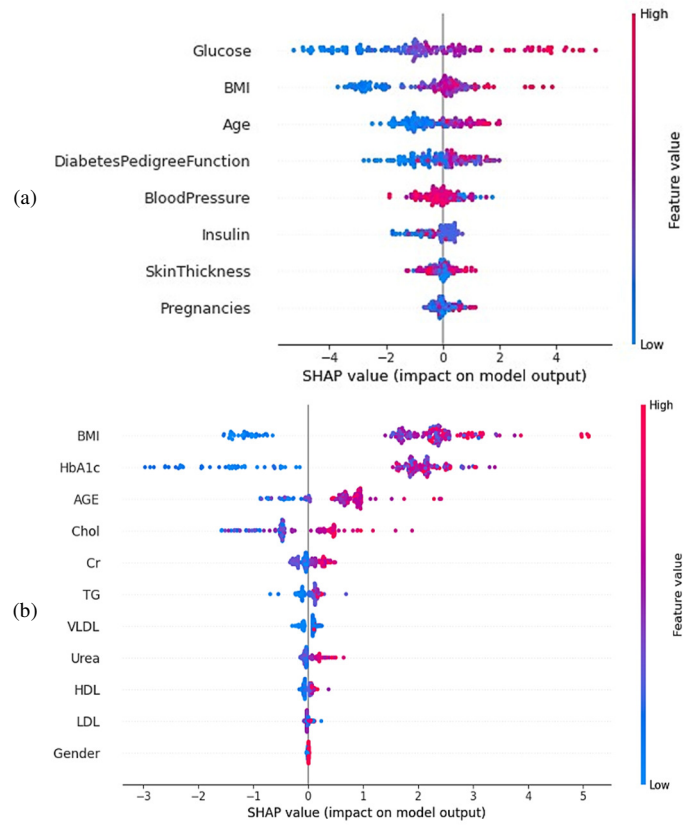 (a)
Glucose
BMI
Age
DiabetesPedigreeFunction
BloodPressure
Insulin
SkinThickness
Pregnancies
−4 −2 0 2 4
SHAP value (impact on model output)
High
Feature value
Low
(b)
BMI
HbA1c
AGE
Chol
Cr
TG
VLDL
Urea
HDL
LDL
Gender
−3 −2 −1 0 1 2 3 4 5
SHAP value (impact on model output)
High
Feature value
Low